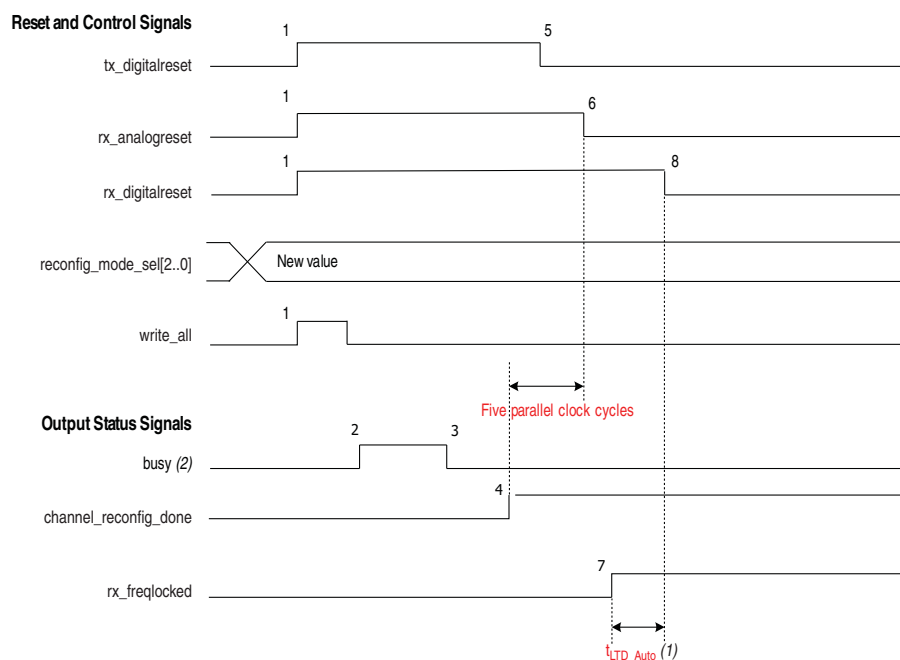 Reset and Control Signals
1
5
tx_digitalreset
1
6
rx_analogreset
1
8
rx_digitalreset
reconfig_mode_sel[2..0]
New value
1
write_all
Five parallel clock cycles
Output Status Signals
2
3
busy (2)
4
channel_reconfig_done
7
rx_freqlocked
tLTD_Auto (1)